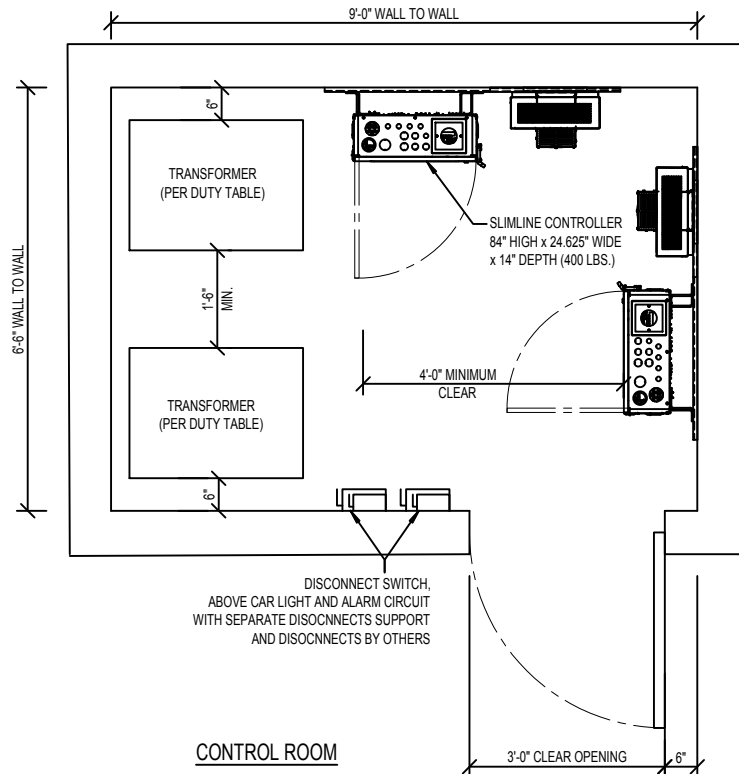 9'-0" WALL TO WALL
6"
TRANSFORMER
(PER DUTY TABLE)
SLIMLINE CONTROLLER
84" HIGH x 24.625" WIDE
x 14" DEPTH (400 LBS.)
6'-6" WALL TO WALL
1'-6"
MIN.
4'-0" MINIMUM
CLEAR
TRANSFORMER
(PER DUTY TABLE)
6"
DISCONNECT SWITCH,
ABOVE CAR LIGHT AND ALARM CIRCUIT
WITH SEPARATE DISOCNNECTS SUPPORT
AND DISOCNNECTS BY OTHERS
CONTROL ROOM
3'-0" CLEAR OPENING
6"